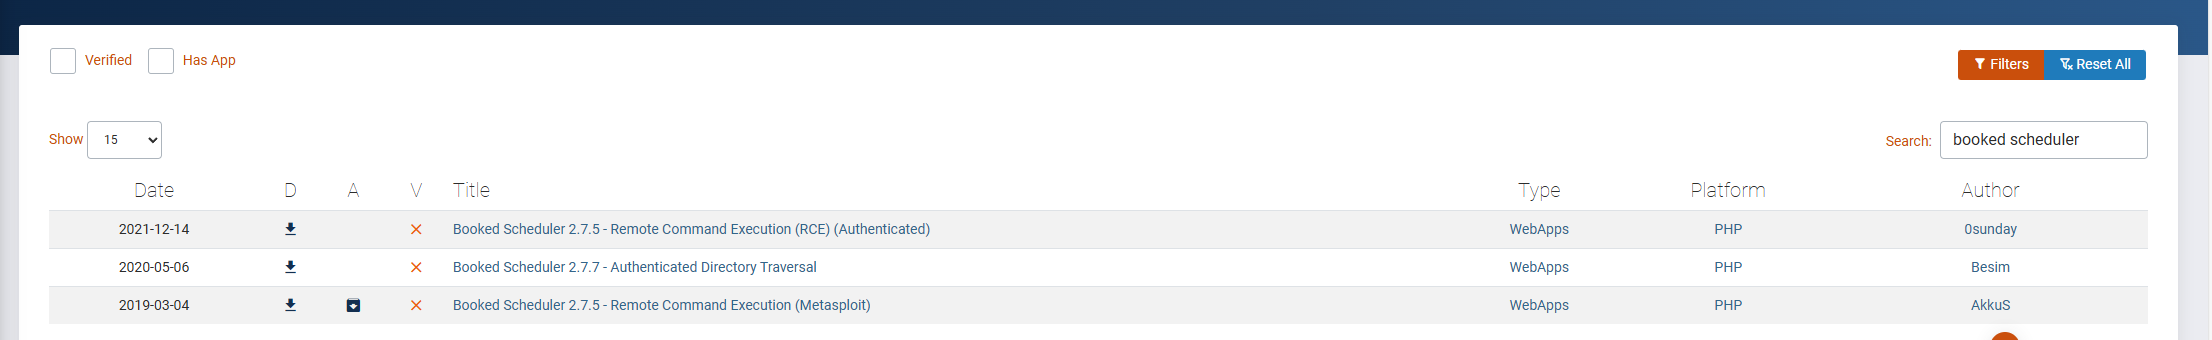 Verified Has App Filters Reset All
Show 15 Search: booked scheduler
Date D A V Title Type Platform Author
2021-12-14 Booked Scheduler 2.7.5 - Remote Command Execution (RCE) (Authenticated) WebApps PHP 0sunday
2020-05-06 Booked Scheduler 2.7.7 - Authenticated Directory Traversal WebApps PHP Besim
2019-03-04 Booked Scheduler 2.7.5 - Remote Command Execution (Metasploit) WebApps PHP AkkuS